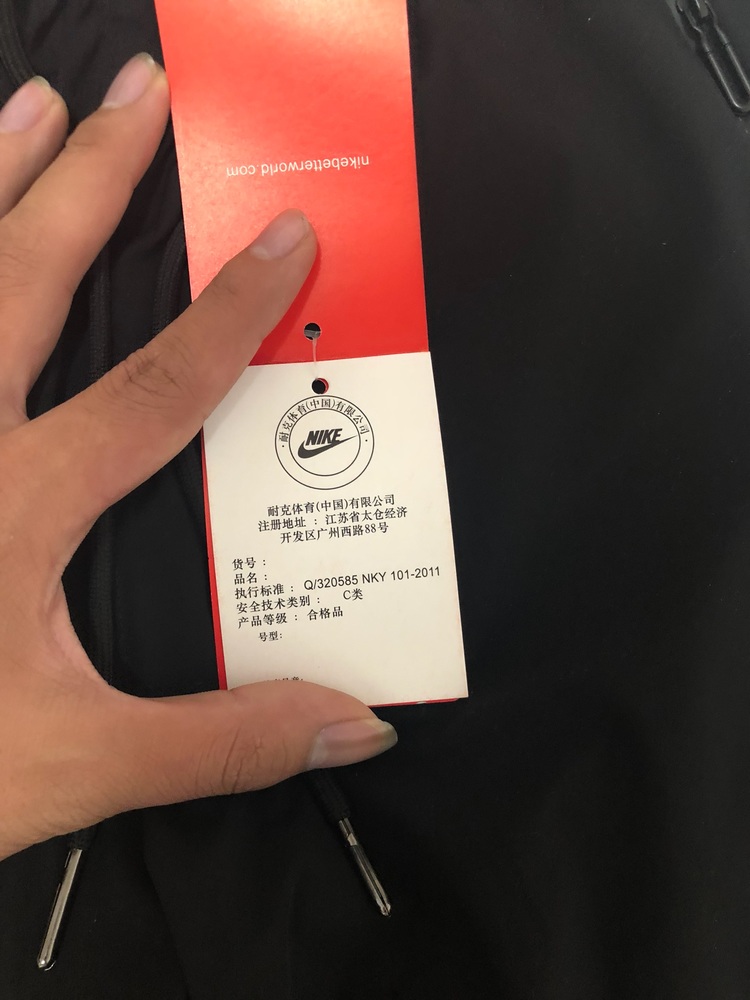 nikebetterworld.com
·耐克体育(中国)有限公司·
NIKE
耐克体育(中国)有限公司
注册地址 : 江苏省太仓经济
开发区广州西路88号
货号 :
品名 :
执行标准 : Q/320585 NKY 101-2011
安全技术类别 : C类
产品等级 : 合格品
号型: